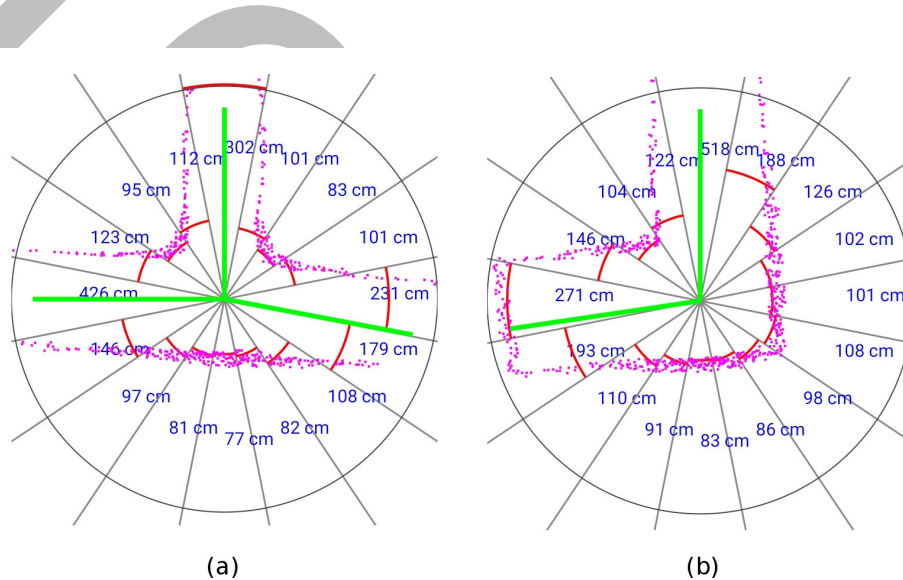 302 cm
112 cm
101 cm
95 cm
83 cm
123 cm
101 cm
426 cm
231 cm
146 cm
179 cm
97 cm
108 cm
81 cm
82 cm
77 cm
(a)
518 cm
122 cm
188 cm
104 cm
126 cm
146 cm
102 cm
271 cm
101 cm
193 cm
108 cm
110 cm
98 cm
91 cm
86 cm
83 cm
(b)